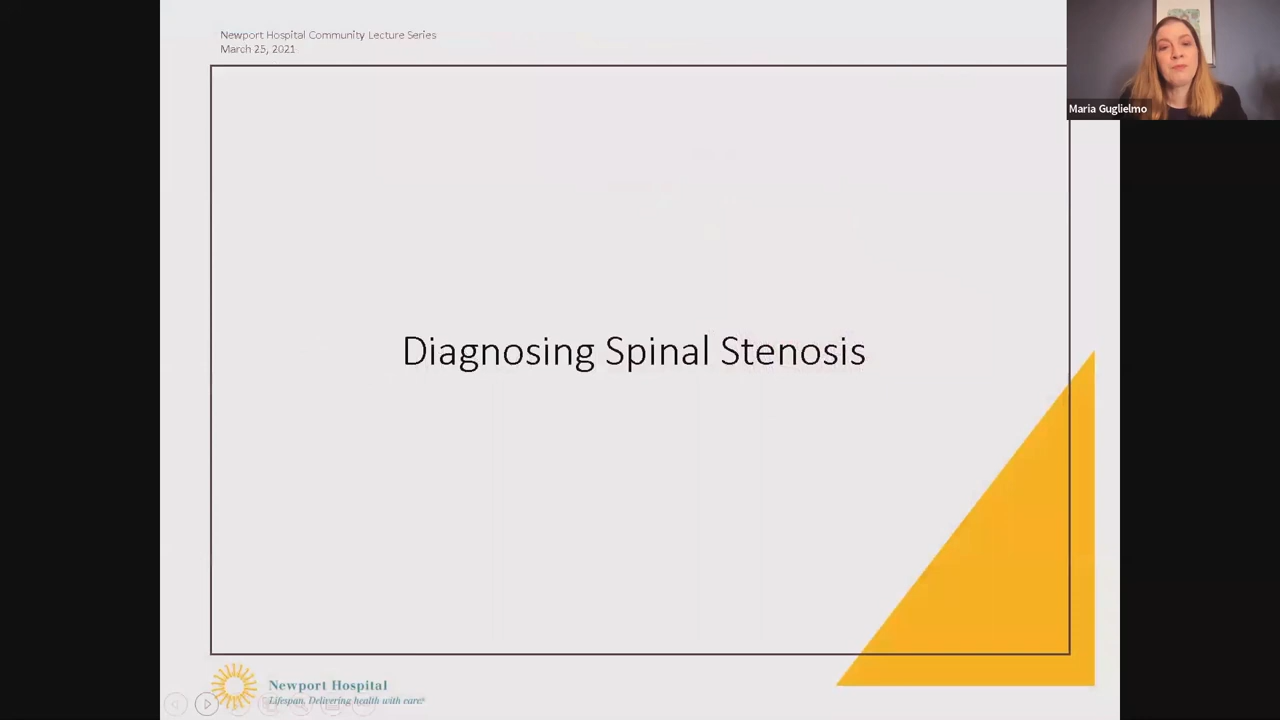 Newport Hospital Community Lecture Series
March 25, 2021
Maria Guglielmo
Diagnosing Spinal Stenosis
Newport Hospital
Lifespan. Delivering health with care.®